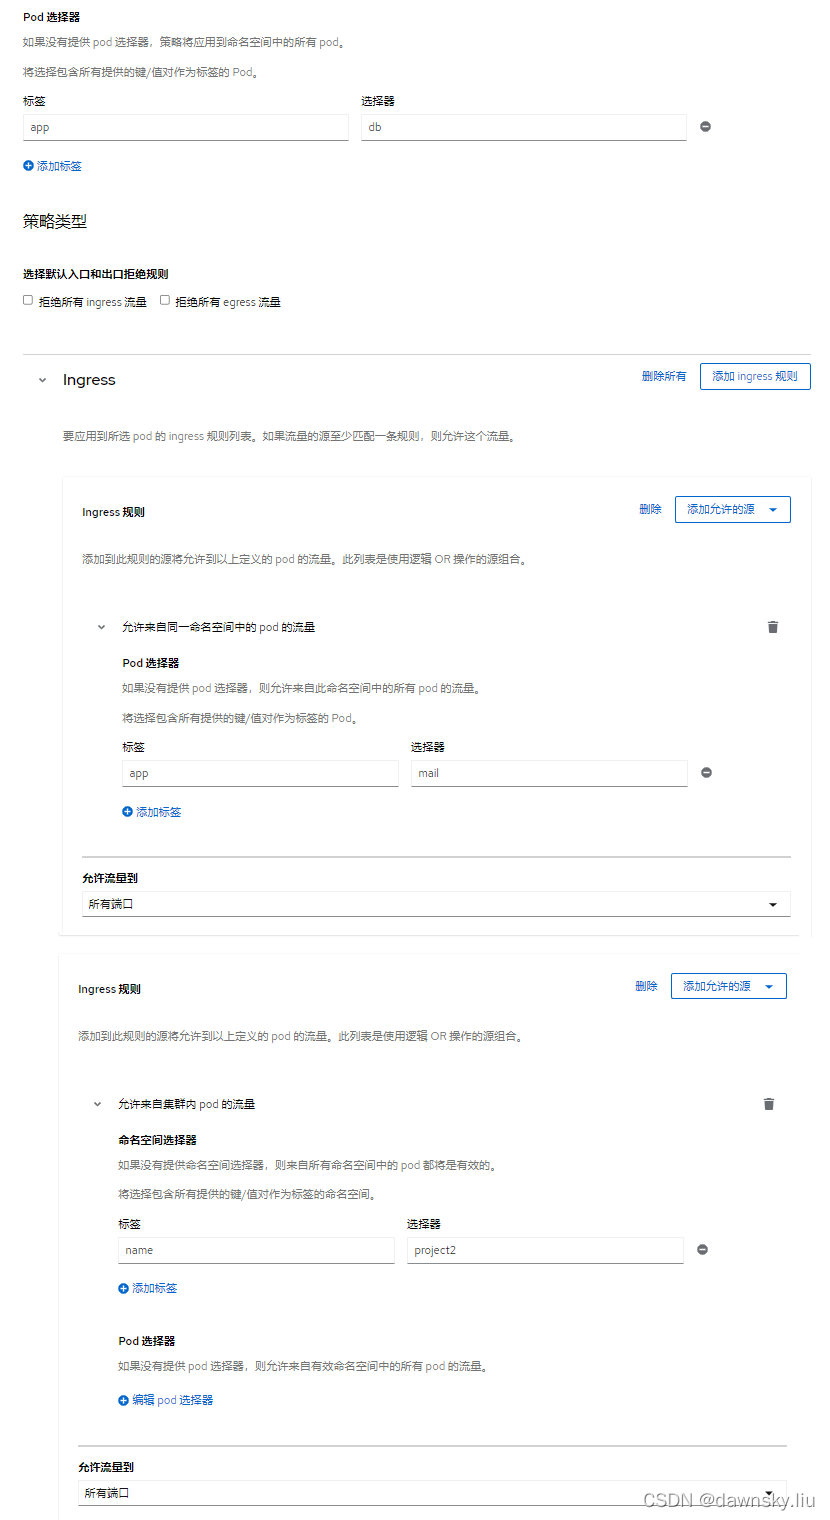 Pod 选择器
如果没有提供 pod 选择器，策略将应用到命名空间中的所有 pod。
将选择包含所有提供的键/值对作为标签的 Pod。
标签 选择器
app db
添加标签
策略类型
选择默认入口和出口拒绝规则
拒绝所有 ingress 流量 拒绝所有 egress 流量
Ingress 删除所有 添加 ingress 规则
要应用到所选 pod 的 ingress 规则列表。如果流量的源至少匹配一条规则，则允许这个流量。
Ingress 规则 删除 添加允许的源
添加到此规则的源将允许到以上定义的 pod 的流量。此列表是使用逻辑 OR 操作的源组合。
允许来自同一命名空间中的 pod 的流量
Pod 选择器
如果没有提供 pod 选择器，则允许来自此命名空间中的所有 pod 的流量。
将选择包含所有提供的键/值对作为标签的 Pod。
标签 选择器
app mail
添加标签
允许流量到
所有端口
Ingress 规则 删除 添加允许的源
添加到此规则的源将允许到以上定义的 pod 的流量。此列表是使用逻辑 OR 操作的源组合。
允许来自集群内 pod 的流量
命名空间选择器
如果没有提供命名空间选择器，则来自所有命名空间中的 pod 都将是有效的。
将选择包含所有提供的键/值对作为标签的命名空间。
标签 选择器
name project2
添加标签
Pod 选择器
如果没有提供 pod 选择器，则允许来自有效命名空间中的所有 pod 的流量。
编辑 pod 选择器
允许流量到
所有端口
CSDN @dawnsky.liu